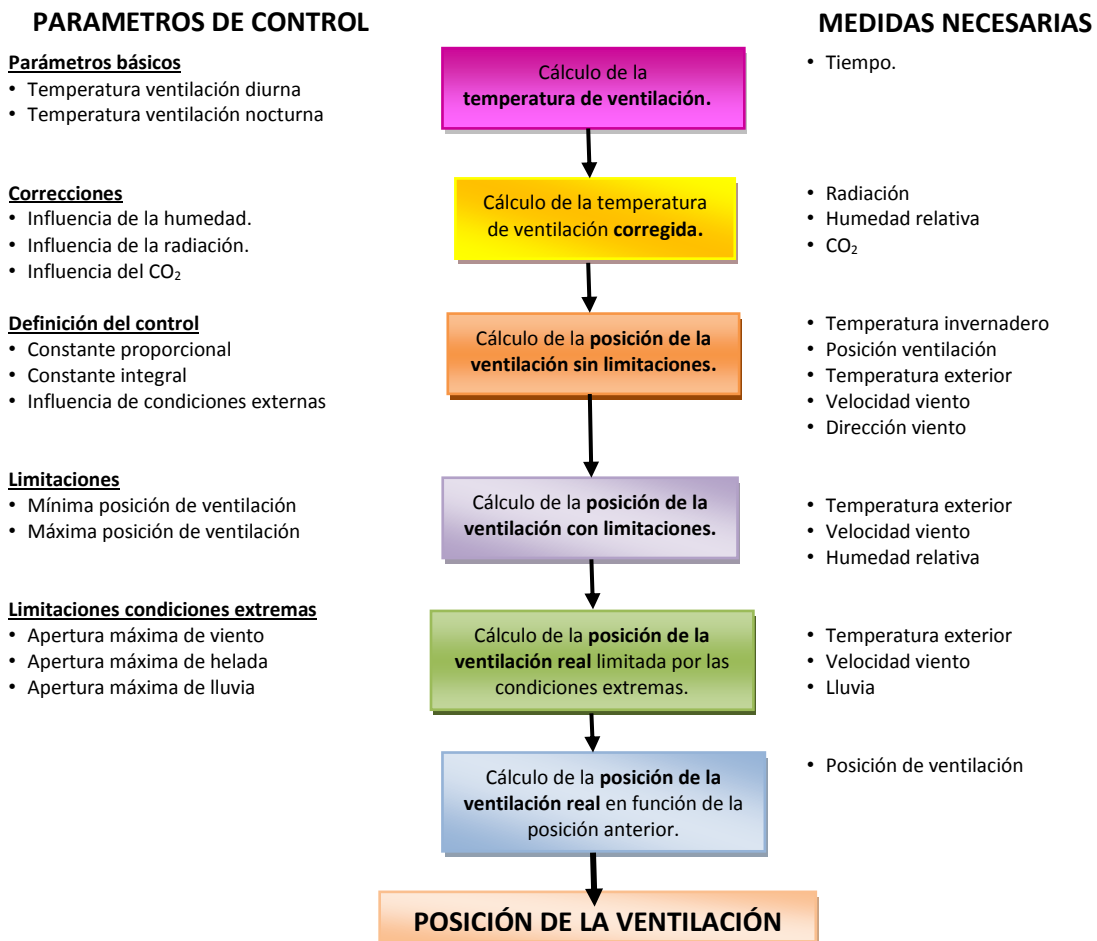 PARAMETROS DE CONTROL
MEDIDAS NECESARIAS
Parámetros básicos
• Temperatura ventilación diurna
• Temperatura ventilación nocturna
Cálculo de la
temperatura de ventilación.
• Tiempo.
Correcciones
• Influencia de la humedad.
• Influencia de la radiación.
• Influencia del CO₂
Cálculo de la temperatura
de ventilación corregida.
• Radiación
• Humedad relativa
• CO₂
Definición del control
• Constante proporcional
• Constante integral
• Influencia de condiciones externas
Cálculo de la posición de la
ventilación sin limitaciones.
• Temperatura invernadero
• Posición ventilación
• Temperatura exterior
• Velocidad viento
• Dirección viento
Limitaciones
• Mínima posición de ventilación
• Máxima posición de ventilación
Cálculo de la posición de la
ventilación con limitaciones.
• Temperatura exterior
• Velocidad viento
• Humedad relativa
Limitaciones condiciones extremas
• Apertura máxima de viento
• Apertura máxima de helada
• Apertura máxima de lluvia
Cálculo de la posición de la
ventilación real limitada por las
condiciones extremas.
• Temperatura exterior
• Velocidad viento
• Lluvia
Cálculo de la posición de la
ventilación real en función de la
posición anterior.
• Posición de ventilación
POSICIÓN DE LA VENTILACIÓN